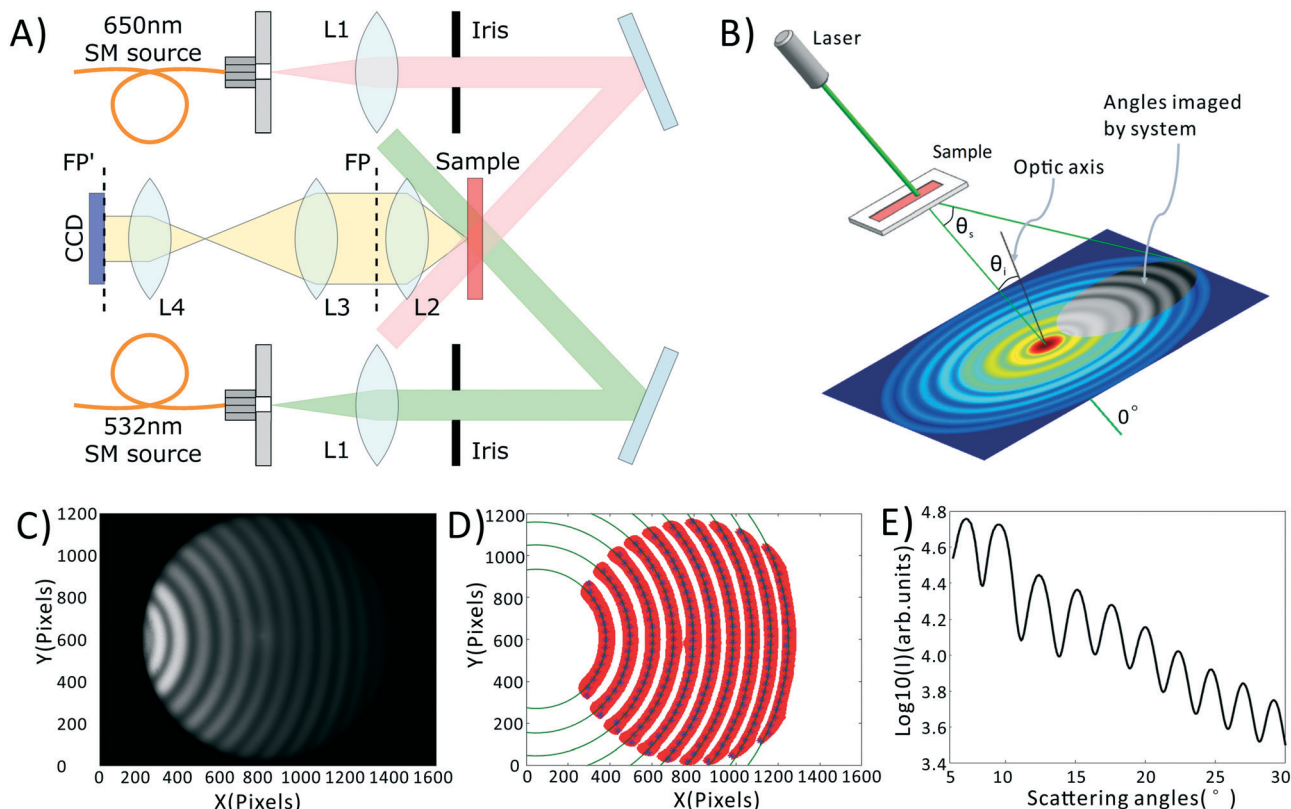 A)
650nm
SM source
L1
Iris
FP'
FP
Sample
CCD
L4
L3
L2
532nm
SM source
L1
Iris
B)
Laser
Angles imaged
by system
Sample
Optic axis
θs
θi
0°
C)
1200
1000
800
600
400
200
0
Y(Pixels)
0 200 400 600 800 1000 1200 1400 1600
X(Pixels)
D)
1200
1000
800
600
400
200
0
Y(Pixels)
0 200 400 600 800 1000 1200 1400 1600
X(Pixels)
E)
4.8
4.6
4.4
4.2
4.0
3.8
3.6
3.4
Log10(I)(arb.units)
5 10 15 20 25 30
Scattering angles(°)